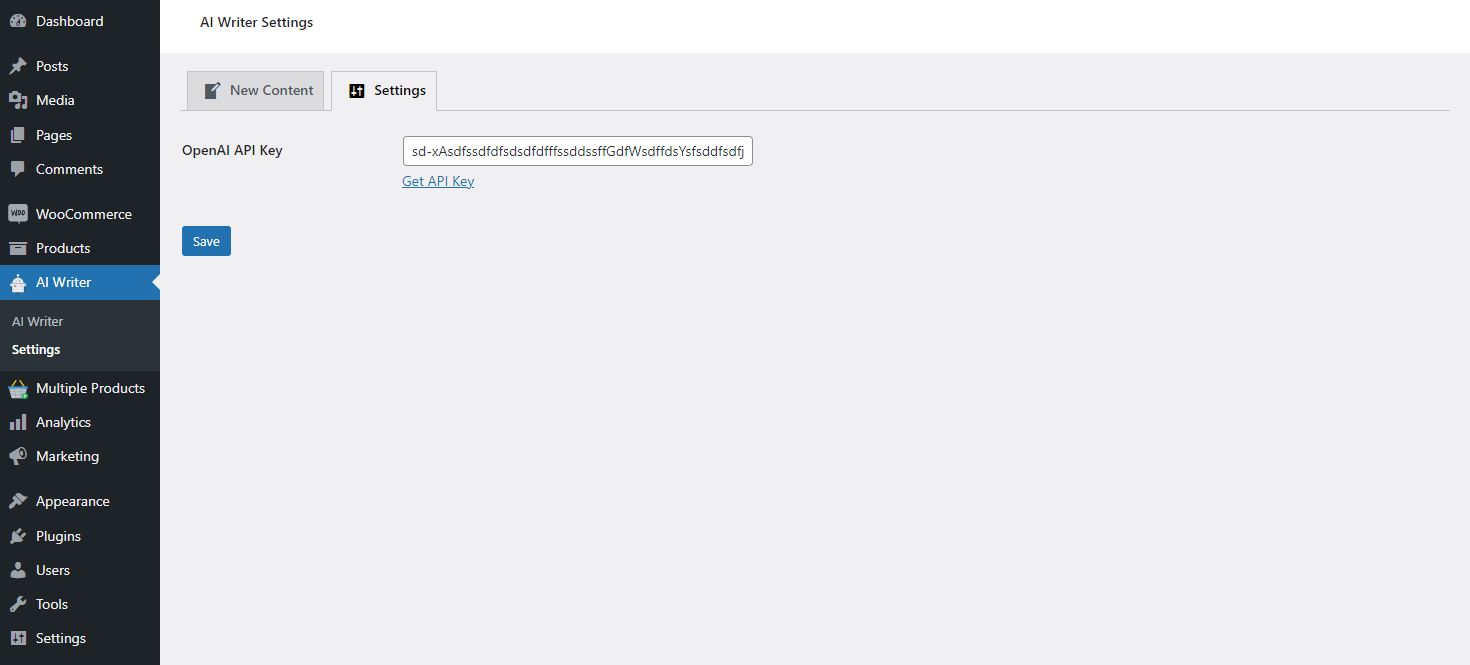 Dashboard
Posts
Media
Pages
Comments
WooCommerce
Products
AI Writer
AI Writer
Settings
Multiple Products
Analytics
Marketing
Appearance
Plugins
Users
Tools
Settings
AI Writer Settings
New Content
Settings
OpenAI API Key
sd-xAsdfssdfdfsdsdfdfffssddssffGdfWsdffdsYsfsddfsdfj
Get API Key
Save